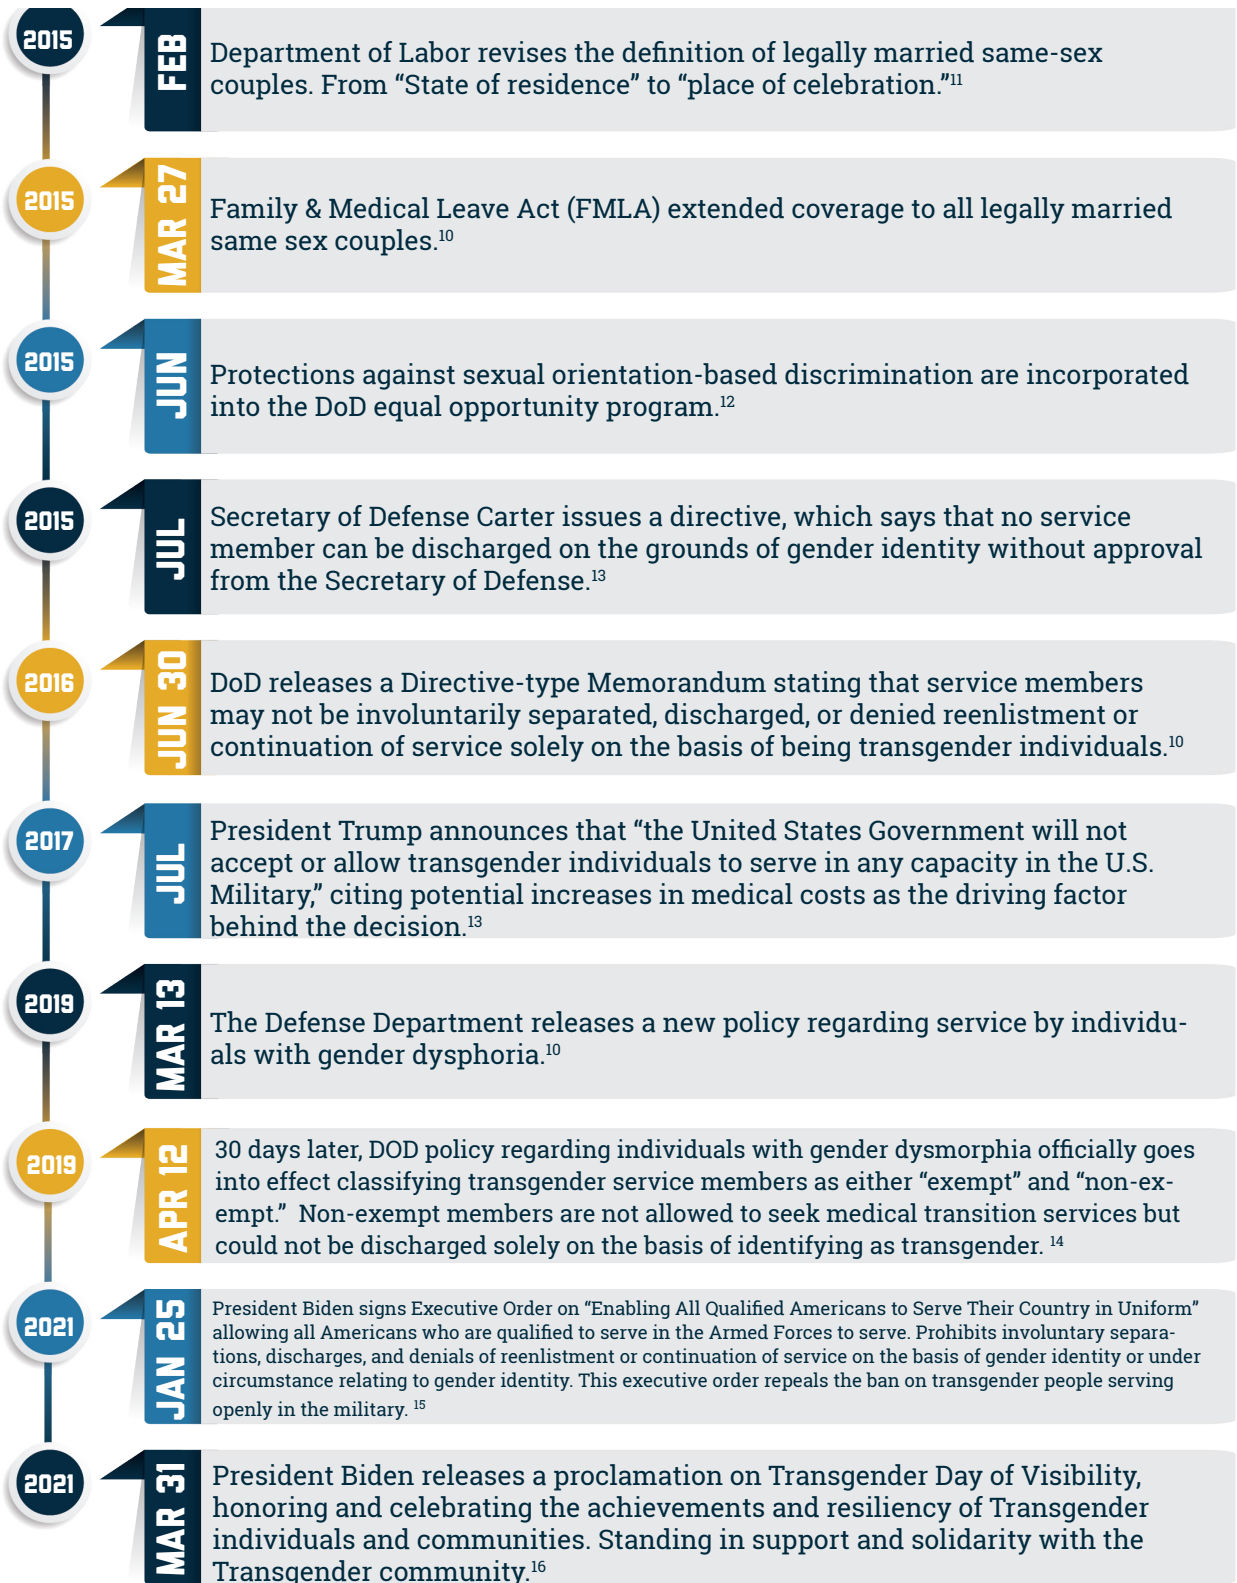 2015
FEB
Department of Labor revises the definition of legally married same-sex
couples. From “State of residence” to “place of celebration.”11
2015
MAR 27
Family & Medical Leave Act (FMLA) extended coverage to all legally married
same sex couples.10
2015
JUN
Protections against sexual orientation-based discrimination are incorporated
into the DoD equal opportunity program.12
2015
JUL
Secretary of Defense Carter issues a directive, which says that no service
member can be discharged on the grounds of gender identity without approval
from the Secretary of Defense.13
2016
JUN 30
DoD releases a Directive-type Memorandum stating that service members
may not be involuntarily separated, discharged, or denied reenlistment or
continuation of service solely on the basis of being transgender individuals.10
2017
JUL
President Trump announces that “the United States Government will not
accept or allow transgender individuals to serve in any capacity in the U.S.
Military,” citing potential increases in medical costs as the driving factor
behind the decision.13
2019
MAR 13
The Defense Department releases a new policy regarding service by individu-
als with gender dysphoria.10
2019
APR 12
30 days later, DOD policy regarding individuals with gender dysmorphia officially goes
into effect classifying transgender service members as either “exempt” and “non-ex-
empt.” Non-exempt members are not allowed to seek medical transition services but
could not be discharged solely on the basis of identifying as transgender. 14
2021
JAN 25
President Biden signs Executive Order on “Enabling All Qualified Americans to Serve Their Country in Uniform”
allowing all Americans who are qualified to serve in the Armed Forces to serve. Prohibits involuntary separa-
tions, discharges, and denials of reenlistment or continuation of service on the basis of gender identity or under
circumstance relating to gender identity. This executive order repeals the ban on transgender people serving
openly in the military. 15
2021
MAR 31
President Biden releases a proclamation on Transgender Day of Visibility,
honoring and celebrating the achievements and resiliency of Transgender
individuals and communities. Standing in support and solidarity with the
Transgender community.16